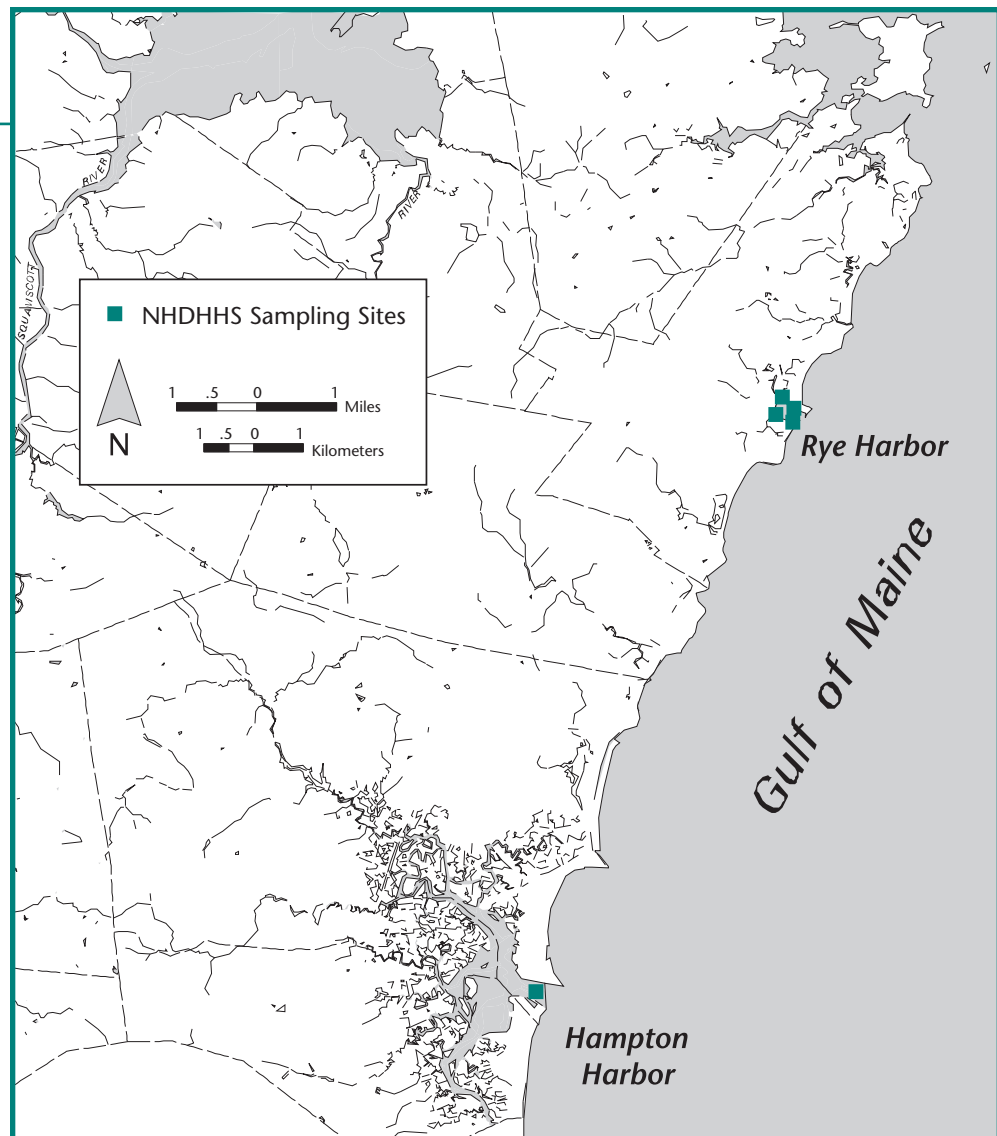 RIVER
RIVER
SQUAMSCOTT
NHDHHS Sampling Sites
1 .5 0 1
Miles
1 .5 0 1
Kilometers
N
Rye Harbor
Gulf of Maine
Hampton
Harbor